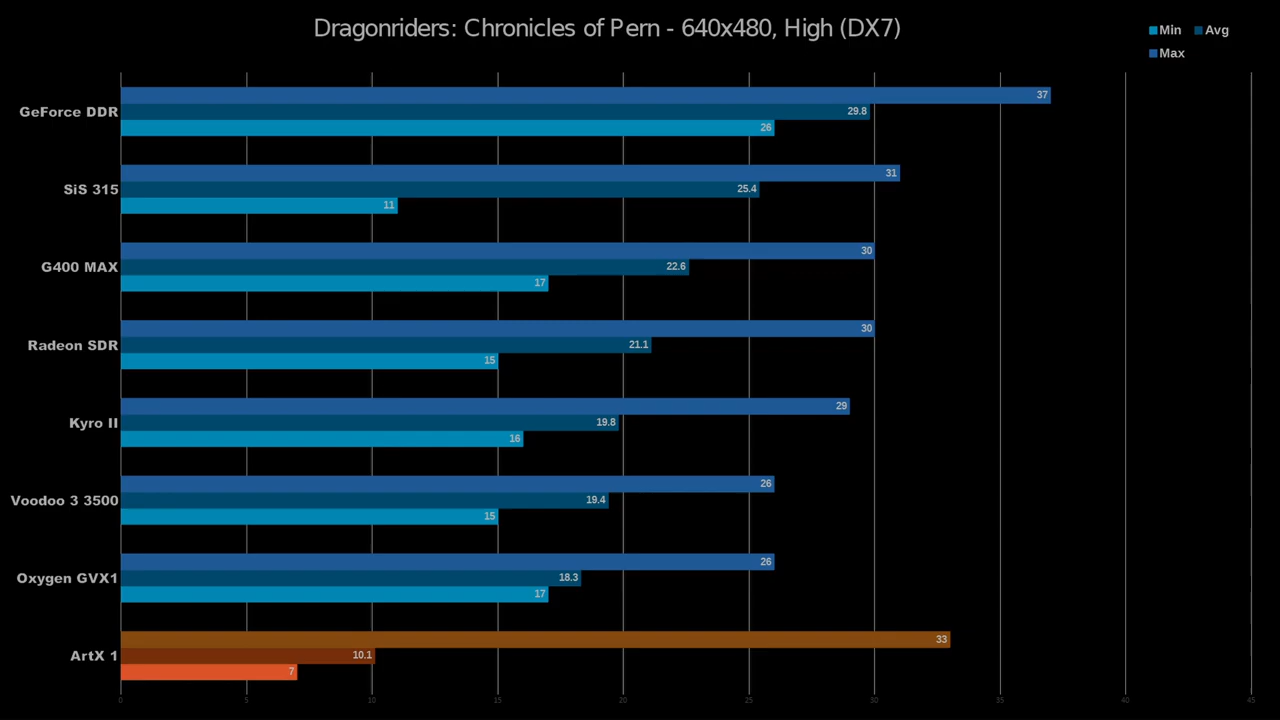 Dragonriders: Chronicles of Pern - 640x480, High (DX7)
Min Avg
Max
37
GeForce DDR 29.8
26
31
SiS 315 25.4
11
30
G400 MAX 22.6
17
30
Radeon SDR 21.1
15
29
Kyro II 19.8
16
26
Voodoo 3 3500 19.4
15
26
Oxygen GVX1 18.3
17
33
ArtX 1 10.1
7
0 5 10 15 20 25 30 35 40 45